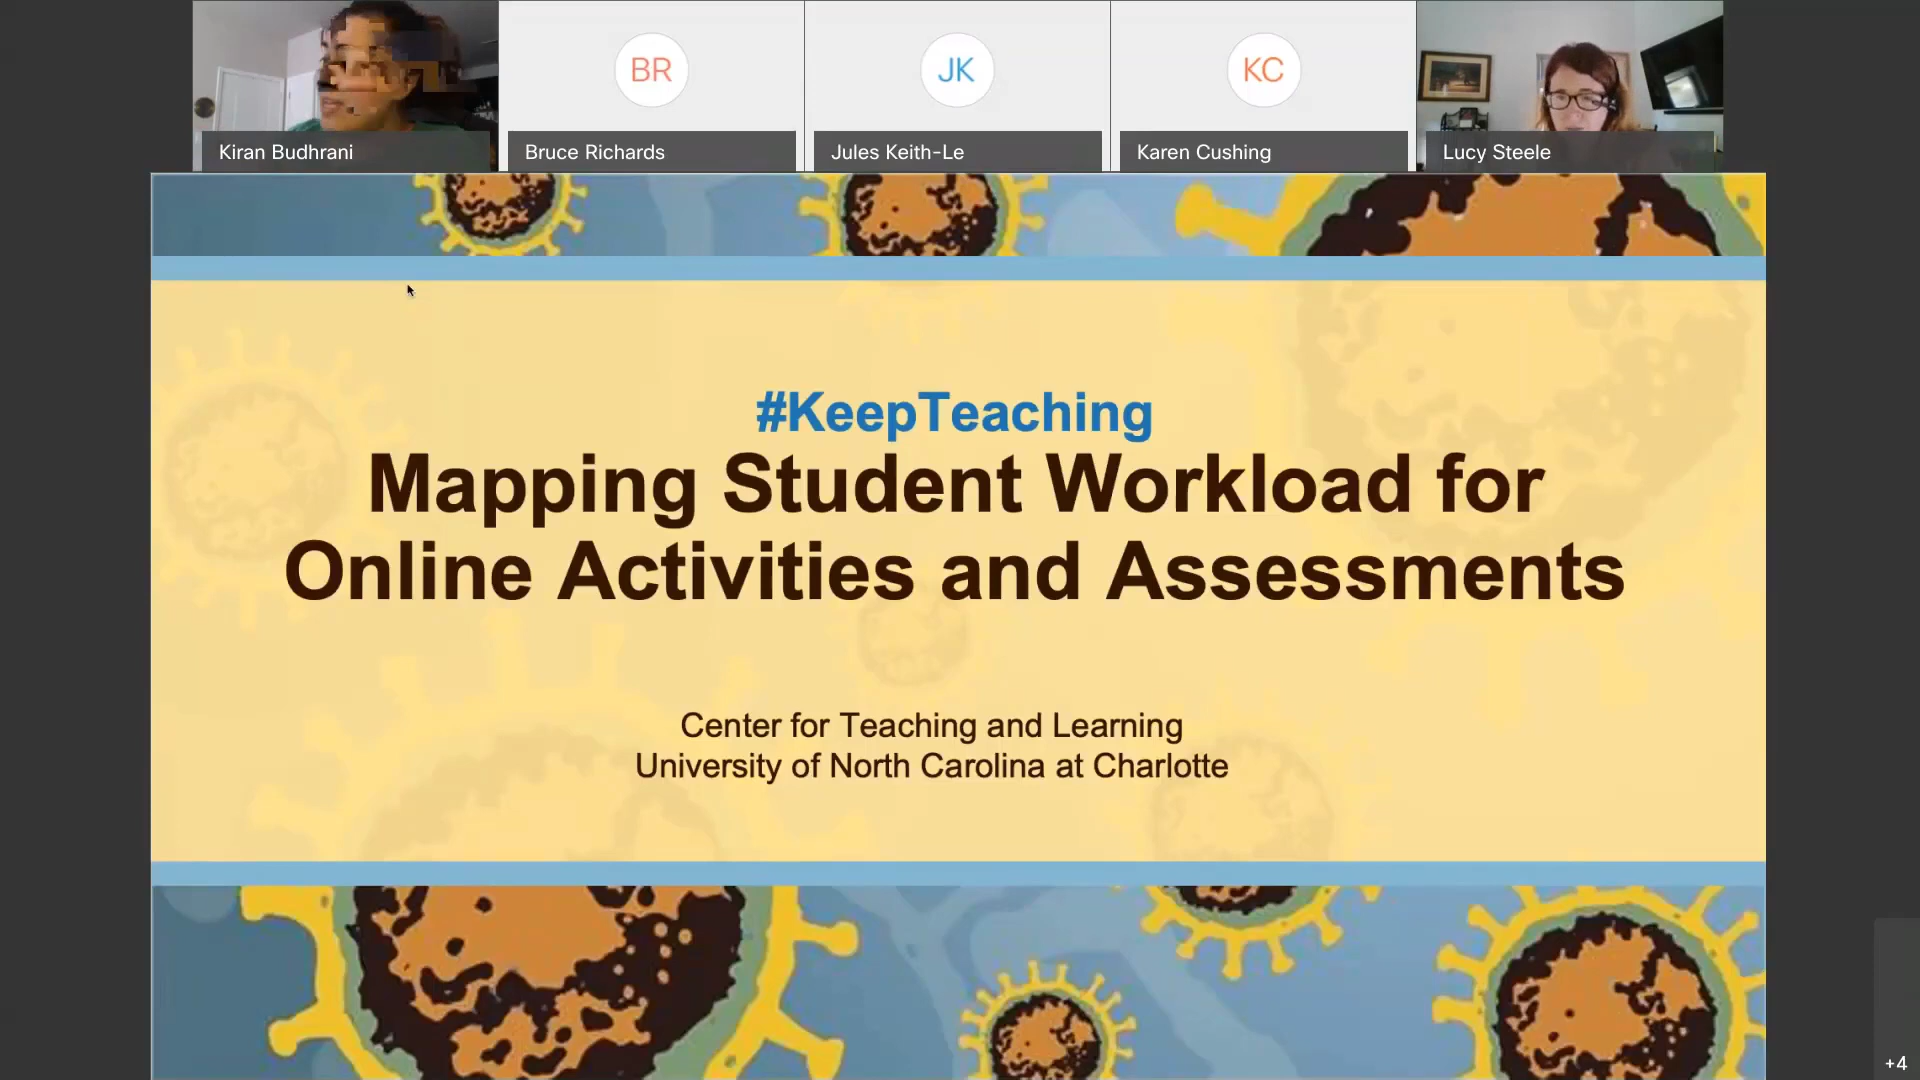 BR
JK
KC
Kiran Budhrani
Bruce Richards
Jules Keith-Le
Karen Cushing
Lucy Steele
#KeepTeaching
Mapping Student Workload for
Online Activities and Assessments
Center for Teaching and Learning
University of North Carolina at Charlotte
+4